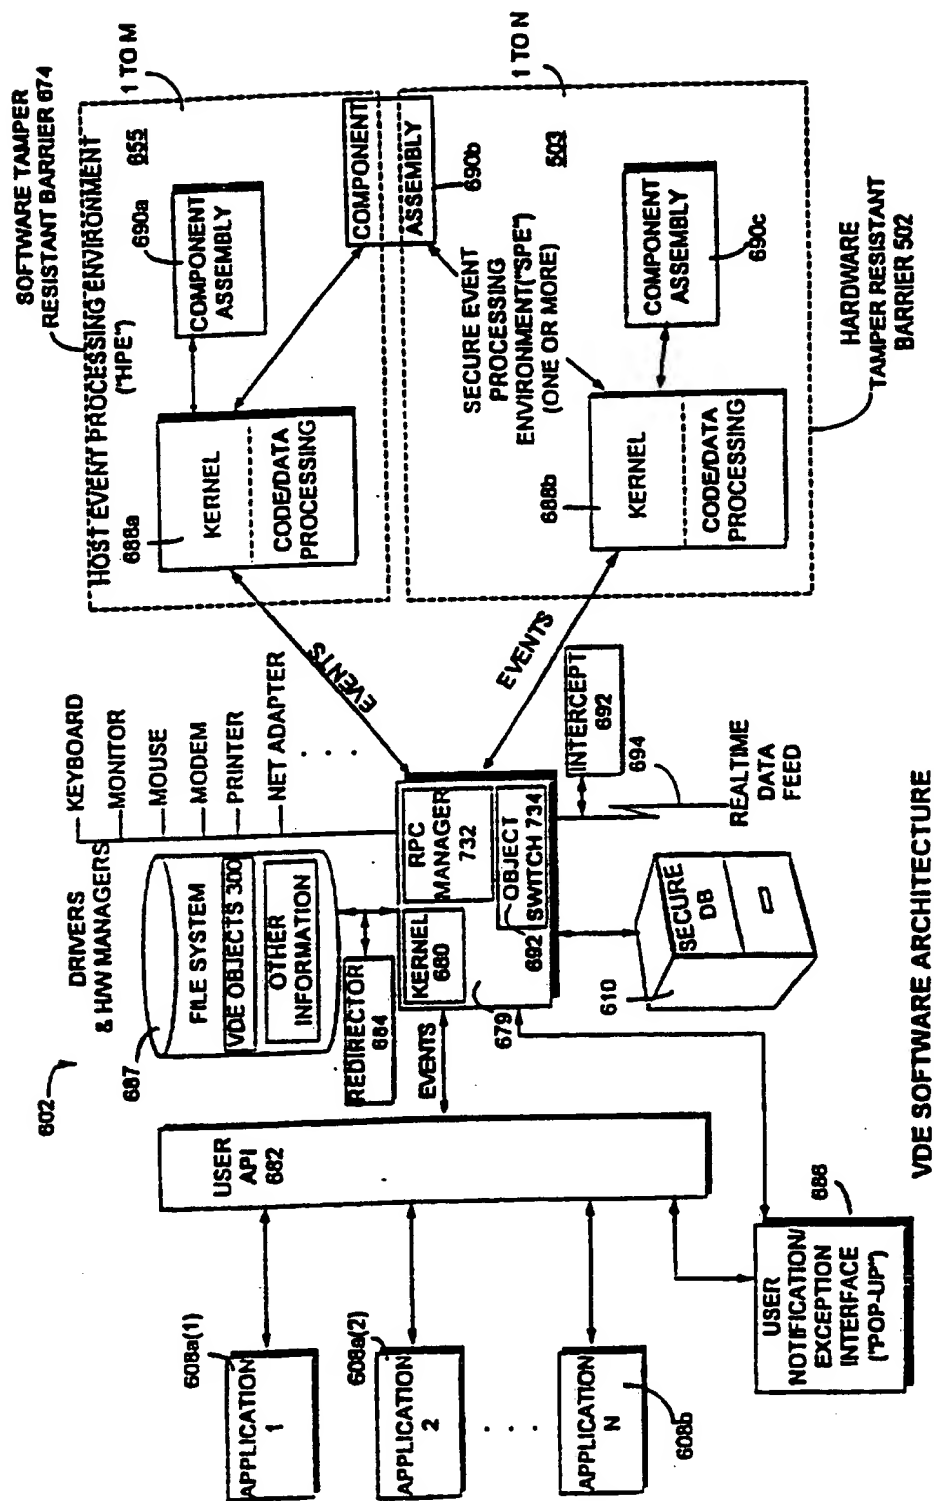 SOFTWARE TAMPER
RESISTANT BARRIER 674
HOST EVENT PROCESSING ENVIRONMENT
("HPE")
655
1 TO M
690a
COMPONENT
ASSEMBLY
688a
KERNEL
CODE/DATA
PROCESSING
COMPONENT
ASSEMBLY
690b
1 TO N
503
SECURE EVENT
PROCESSING
ENVIRONMENT("SPE")
(ONE OR MORE)
COMPONENT
ASSEMBLY
690c
688b
KERNEL
CODE/DATA
PROCESSING
HARDWARE
TAMPER RESISTANT
BARRIER 502
EVENTS
EVENTS
DRIVERS
& H/W MANAGERS
KEYBOARD
MONITOR
MOUSE
MODEM
PRINTER
NET ADAPTER
. . .
602
687
FILE SYSTEM
VDE OBJECTS 300
OTHER
INFORMATION
REDIRECTOR
684
EVENTS
KERNEL
680
RPC
MANAGER
732
692
OBJECT
SWITCH 734
679
INTERCEPT
692
694
REALTIME
DATA
FEED
610
SECURE
DB
USER
API
682
608a(1)
APPLICATION
1
608a(2)
APPLICATION
2
. . .
APPLICATION
N
608b
686
USER
NOTIFICATION/
EXCEPTION
INTERFACE
("POP-UP")
VDE SOFTWARE ARCHITECTURE